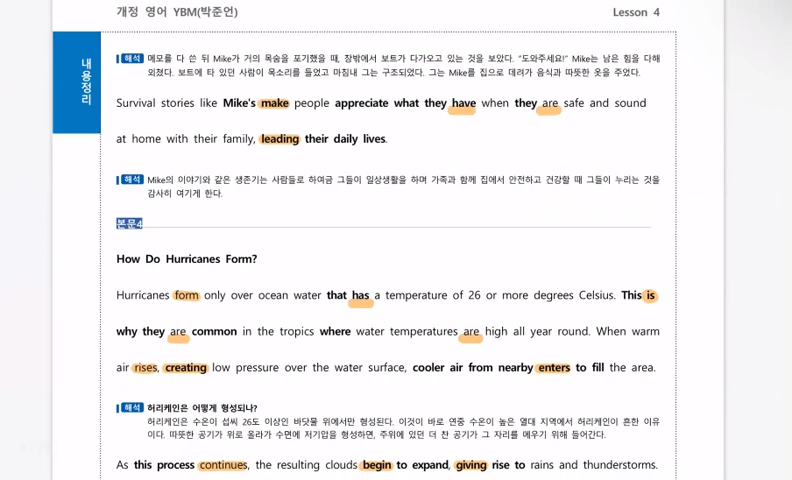 개정 영어 YBM(박준언) Lesson 4
내용정리
해석 메모를 다 쓴 뒤 Mike가 거의 목숨을 포기했을 때, 창밖에서 보트가 다가오고 있는 것을 보았다. "도와주세요!" Mike는 남은 힘을 다해
외쳤다. 보트에 타 있던 사람이 목소리를 들었고 마침내 그는 구조되었다. 그는 Mike를 집으로 데려가 음식과 따뜻한 옷을 주었다.
Survival stories like Mike's make people appreciate what they have when they are safe and sound
at home with their family, leading their daily lives.
해석 Mike의 이야기와 같은 생존기는 사람들로 하여금 그들이 일상생활을 하며 가족과 함께 집에서 안전하고 건강할 때 그들이 누리는 것을
감사히 여기게 한다.
본문4
How Do Hurricanes Form?
Hurricanes form only over ocean water that has a temperature of 26 or more degrees Celsius. This is
why they are common in the tropics where water temperatures are high all year round. When warm
air rises, creating low pressure over the water surface, cooler air from nearby enters to fill the area.
해석 허리케인은 어떻게 형성되나?
허리케인은 수온이 섭씨 26도 이상인 바닷물 위에서만 형성된다. 이것이 바로 연중 수온이 높은 열대 지역에서 허리케인이 흔한 이유
이다. 따뜻한 공기가 위로 올라가 수면에 저기압을 형성하면, 주위에 있던 더 찬 공기가 그 자리를 메우기 위해 들어간다.
As this process continues, the resulting clouds begin to expand, giving rise to rains and thunderstorms.